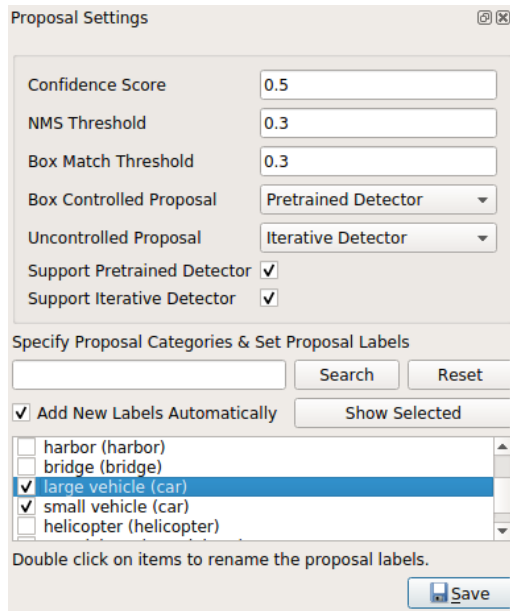 Proposal Settings
Confidence Score 0.5
NMS Threshold 0.3
Box Match Threshold 0.3
Box Controlled Proposal Pretrained Detector
Uncontrolled Proposal Iterative Detector
Support Pretrained Detector
Support Iterative Detector
Specify Proposal Categories & Set Proposal Labels
Search Reset
Add New Labels Automatically Show Selected
harbor (harbor)
bridge (bridge)
large vehicle (car)
small vehicle (car)
helicopter (helicopter)
Double click on items to rename the proposal labels.
Save